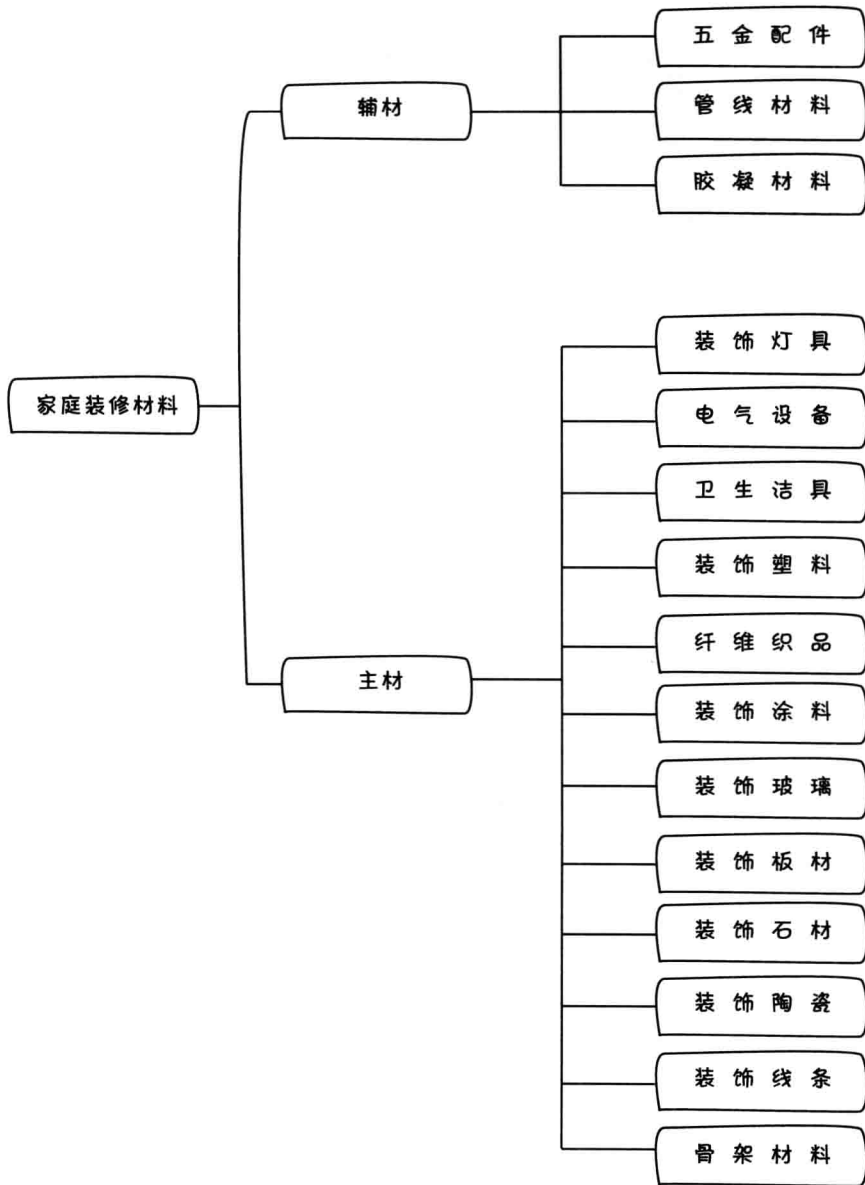 家庭装修材料
辅材
五金配件
管线材料
胶凝材料
主材
装饰灯具
电气设备
卫生洁具
装饰塑料
纤维织品
装饰涂料
装饰玻璃
装饰板材
装饰石材
装饰陶瓷
装饰线条
骨架材料